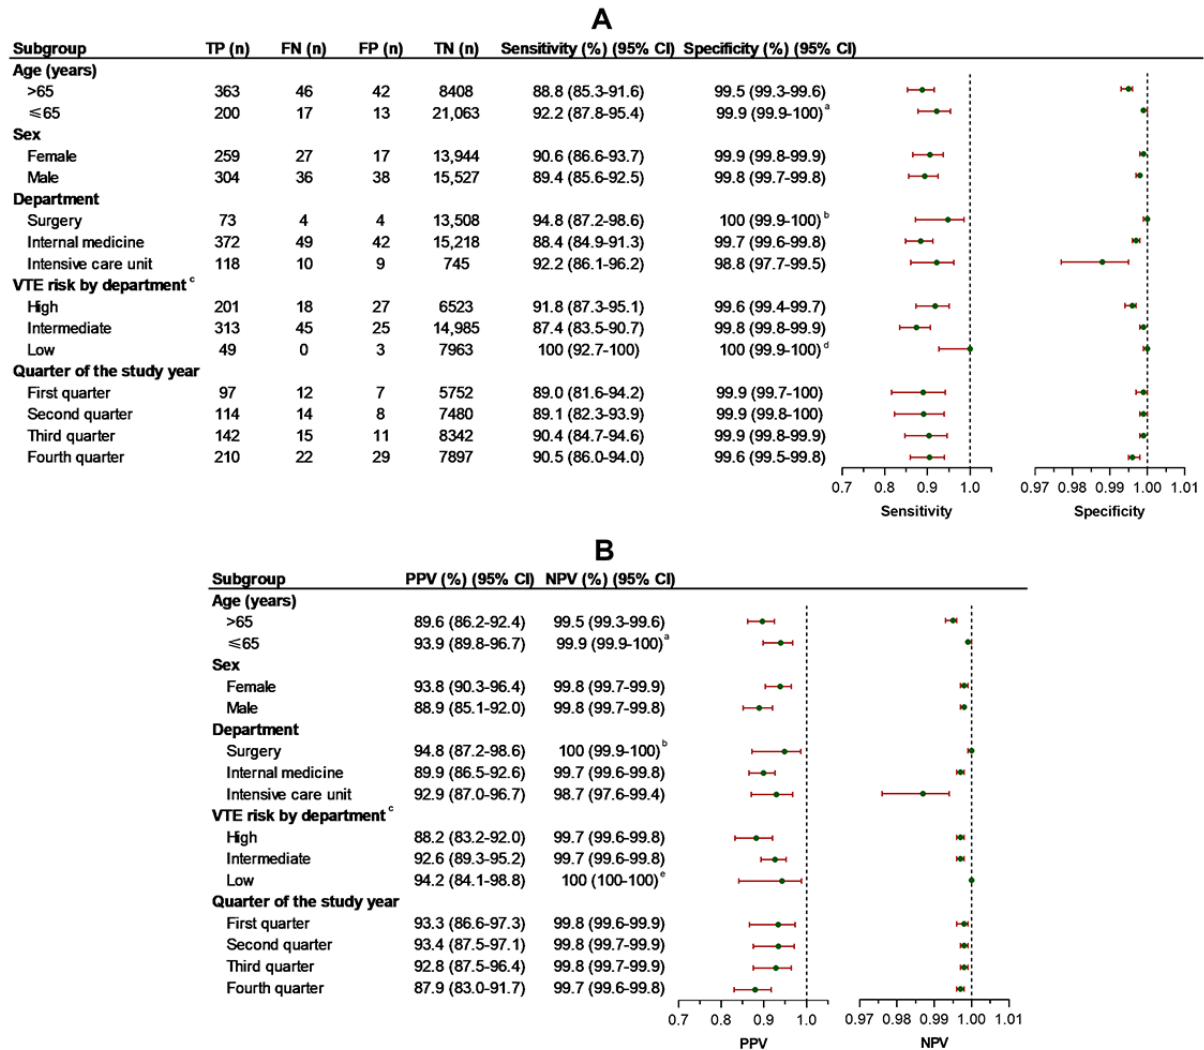 A
Subgroup TP (n) FN (n) FP (n) TN (n) Sensitivity (%) (95% CI) Specificity (%) (95% CI)
Age (years)
>65 363 46 42 8408 88.8 (85.3-91.6) 99.5 (99.3-99.6)
≤65 200 17 13 21,063 92.2 (87.8-95.4) 99.9 (99.9-100) a
Sex
Female 259 27 17 13,944 90.6 (86.6-93.7) 99.9 (99.8-99.9)
Male 304 36 38 15,527 89.4 (85.6-92.5) 99.8 (99.7-99.8)
Department
Surgery 73 4 4 13,508 94.8 (87.2-98.6) 100 (99.9-100) b
Internal medicine 372 49 42 15,218 88.4 (84.9-91.3) 99.7 (99.6-99.8)
Intensive care unit 118 10 9 745 92.2 (86.1-96.2) 98.8 (97.7-99.5)
VTE risk by department c
High 201 18 27 6523 91.8 (87.3-95.1) 99.6 (99.4-99.7)
Intermediate 313 45 25 14,985 87.4 (83.5-90.7) 99.8 (99.8-99.9)
Low 49 0 3 7963 100 (92.7-100) 100 (99.9-100) d
Quarter of the study year
First quarter 97 12 7 5752 89.0 (81.6-94.2) 99.9 (99.7-100)
Second quarter 114 14 8 7480 89.1 (82.3-93.9) 99.9 (99.8-100)
Third quarter 142 15 11 8342 90.4 (84.7-94.6) 99.9 (99.8-99.9)
Fourth quarter 210 22 29 7897 90.5 (86.0-94.0) 99.6 (99.5-99.8)
0.7 0.8 0.9 1.0 0.97 0.98 0.99 1.00 1.01
Sensitivity Specificity
B
Subgroup PPV (%) (95% CI) NPV (%) (95% CI)
Age (years)
>65 89.6 (86.2-92.4) 99.5 (99.3-99.6)
≤65 93.9 (89.8-96.7) 99.9 (99.9-100) a
Sex
Female 93.8 (90.3-96.4) 99.8 (99.7-99.9)
Male 88.9 (85.1-92.0) 99.8 (99.7-99.8)
Department
Surgery 94.8 (87.2-98.6) 100 (99.9-100) b
Internal medicine 89.9 (86.5-92.6) 99.7 (99.6-99.8)
Intensive care unit 92.9 (87.0-96.7) 98.7 (97.6-99.4)
VTE risk by department c
High 88.2 (83.2-92.0) 99.7 (99.6-99.8)
Intermediate 92.6 (89.3-95.2) 99.7 (99.6-99.8)
Low 94.2 (84.1-98.8) 100 (100-100) e
Quarter of the study year
First quarter 93.3 (86.6-97.3) 99.8 (99.6-99.9)
Second quarter 93.4 (87.5-97.1) 99.8 (99.7-99.9)
Third quarter 92.8 (87.5-96.4) 99.8 (99.7-99.9)
Fourth quarter 87.9 (83.0-91.7) 99.7 (99.6-99.8)
0.7 0.8 0.9 1.0 0.97 0.98 0.99 1.00 1.01
PPV NPV